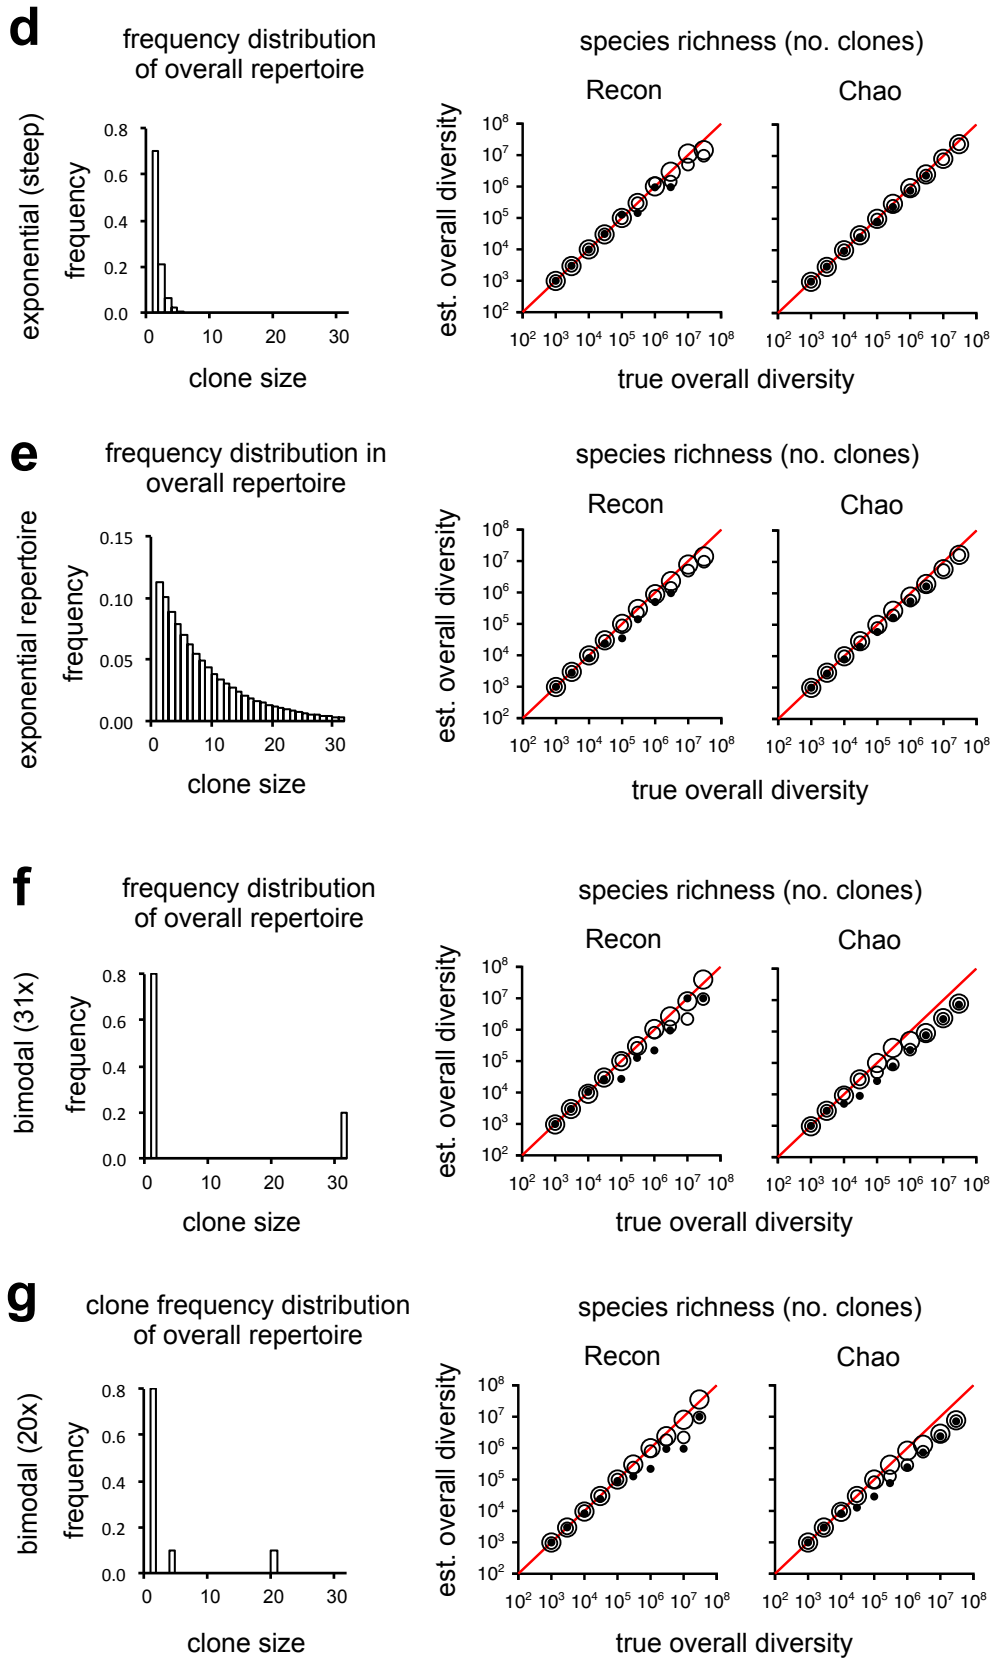 d
frequency distribution
of overall repertoire
species richness (no. clones)
Recon
Chao
exponential (steep)
frequency
0.8
0.6
0.4
0.2
0.0
0 10 20 30
clone size
est. overall diversity
10⁸
10⁷
10⁶
10⁵
10⁴
10³
10²
10² 10³ 10⁴ 10⁵ 10⁶ 10⁷ 10⁸
10² 10³ 10⁴ 10⁵ 10⁶ 10⁷ 10⁸
true overall diversity
e
frequency distribution in
overall repertoire
species richness (no. clones)
Recon
Chao
exponential repertoire
frequency
0.15
0.10
0.05
0.00
0 10 20 30
clone size
est. overall diversity
10⁸
10⁷
10⁶
10⁵
10⁴
10³
10²
10² 10³ 10⁴ 10⁵ 10⁶ 10⁷ 10⁸
10² 10³ 10⁴ 10⁵ 10⁶ 10⁷ 10⁸
true overall diversity
f
frequency distribution
of overall repertoire
species richness (no. clones)
Recon
Chao
bimodal (31x)
frequency
0.8
0.6
0.4
0.2
0.0
0 10 20 30
clone size
est. overall diversity
10⁸
10⁷
10⁶
10⁵
10⁴
10³
10²
10² 10³ 10⁴ 10⁵ 10⁶ 10⁷ 10⁸
10² 10³ 10⁴ 10⁵ 10⁶ 10⁷ 10⁸
true overall diversity
g
clone frequency distribution
of overall repertoire
species richness (no. clones)
Recon
Chao
bimodal (20x)
frequency
0.8
0.6
0.4
0.2
0.0
0 10 20 30
clone size
est. overall diversity
10⁸
10⁷
10⁶
10⁵
10⁴
10³
10²
10² 10³ 10⁴ 10⁵ 10⁶ 10⁷ 10⁸
10² 10³ 10⁴ 10⁵ 10⁶ 10⁷ 10⁸
true overall diversity